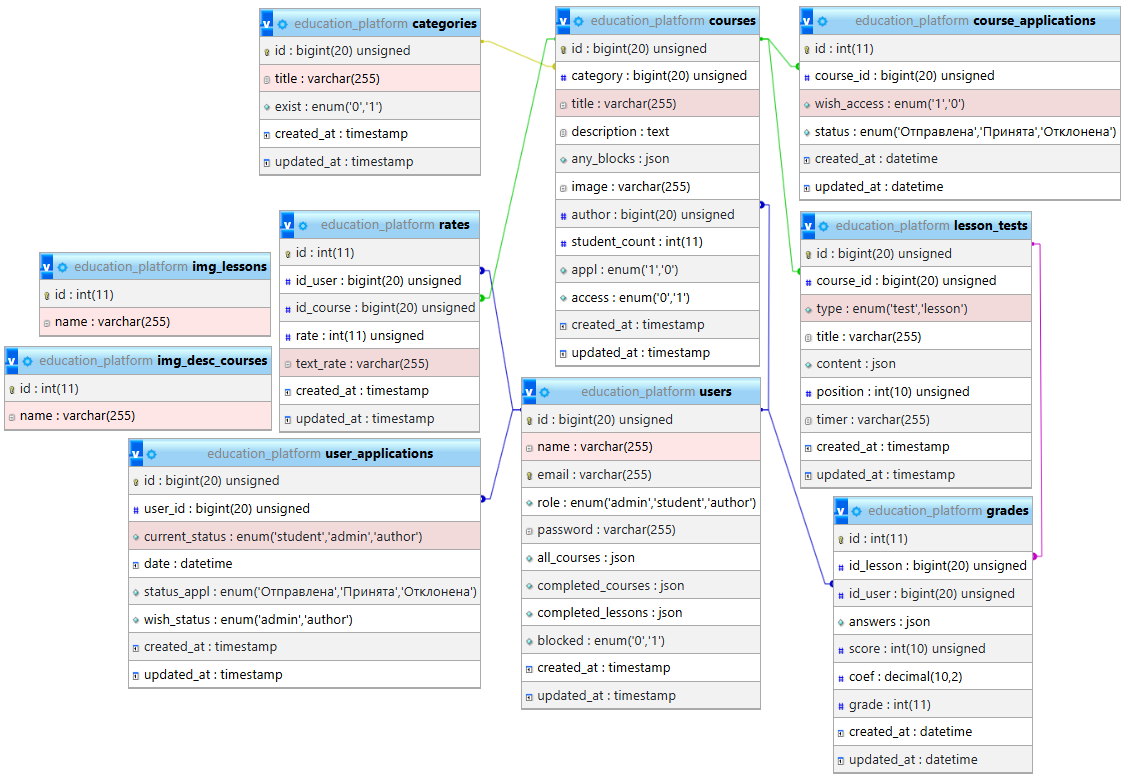 education_platform categories
id : bigint(20) unsigned
title : varchar(255)
exist : enum('0','1')
created_at : timestamp
updated_at : timestamp
education_platform courses
id : bigint(20) unsigned
category : bigint(20) unsigned
title : varchar(255)
description : text
any_blocks : json
image : varchar(255)
author : bigint(20) unsigned
student_count : int(11)
appl : enum('1','0')
access : enum('0','1')
created_at : timestamp
updated_at : timestamp
education_platform course_applications
id : int(11)
course_id : bigint(20) unsigned
wish_access : enum('1','0')
status : enum('Отправлена','Принята','Отклонена')
created_at : datetime
updated_at : datetime
education_platform rates
id : int(11)
id_user : bigint(20) unsigned
id_course : bigint(20) unsigned
rate : int(11) unsigned
text_rate : varchar(255)
created_at : timestamp
updated_at : timestamp
education_platform lesson_tests
id : bigint(20) unsigned
course_id : bigint(20) unsigned
type : enum('test','lesson')
title : varchar(255)
content : json
position : int(10) unsigned
timer : varchar(255)
created_at : timestamp
updated_at : timestamp
education_platform img_lessons
id : int(11)
name : varchar(255)
education_platform img_desc_courses
id : int(11)
name : varchar(255)
education_platform users
id : bigint(20) unsigned
name : varchar(255)
email : varchar(255)
role : enum('admin','student','author')
password : varchar(255)
all_courses : json
completed_courses : json
completed_lessons : json
blocked : enum('0','1')
created_at : timestamp
updated_at : timestamp
education_platform user_applications
id : bigint(20) unsigned
user_id : bigint(20) unsigned
current_status : enum('student','admin','author')
date : datetime
status_appl : enum('Отправлена','Принята','Отклонена')
wish_status : enum('admin','author')
created_at : timestamp
updated_at : timestamp
education_platform grades
id : int(11)
id_lesson : bigint(20) unsigned
id_user : bigint(20) unsigned
answers : json
score : int(10) unsigned
coef : decimal(10,2)
grade : int(11)
created_at : datetime
updated_at : datetime